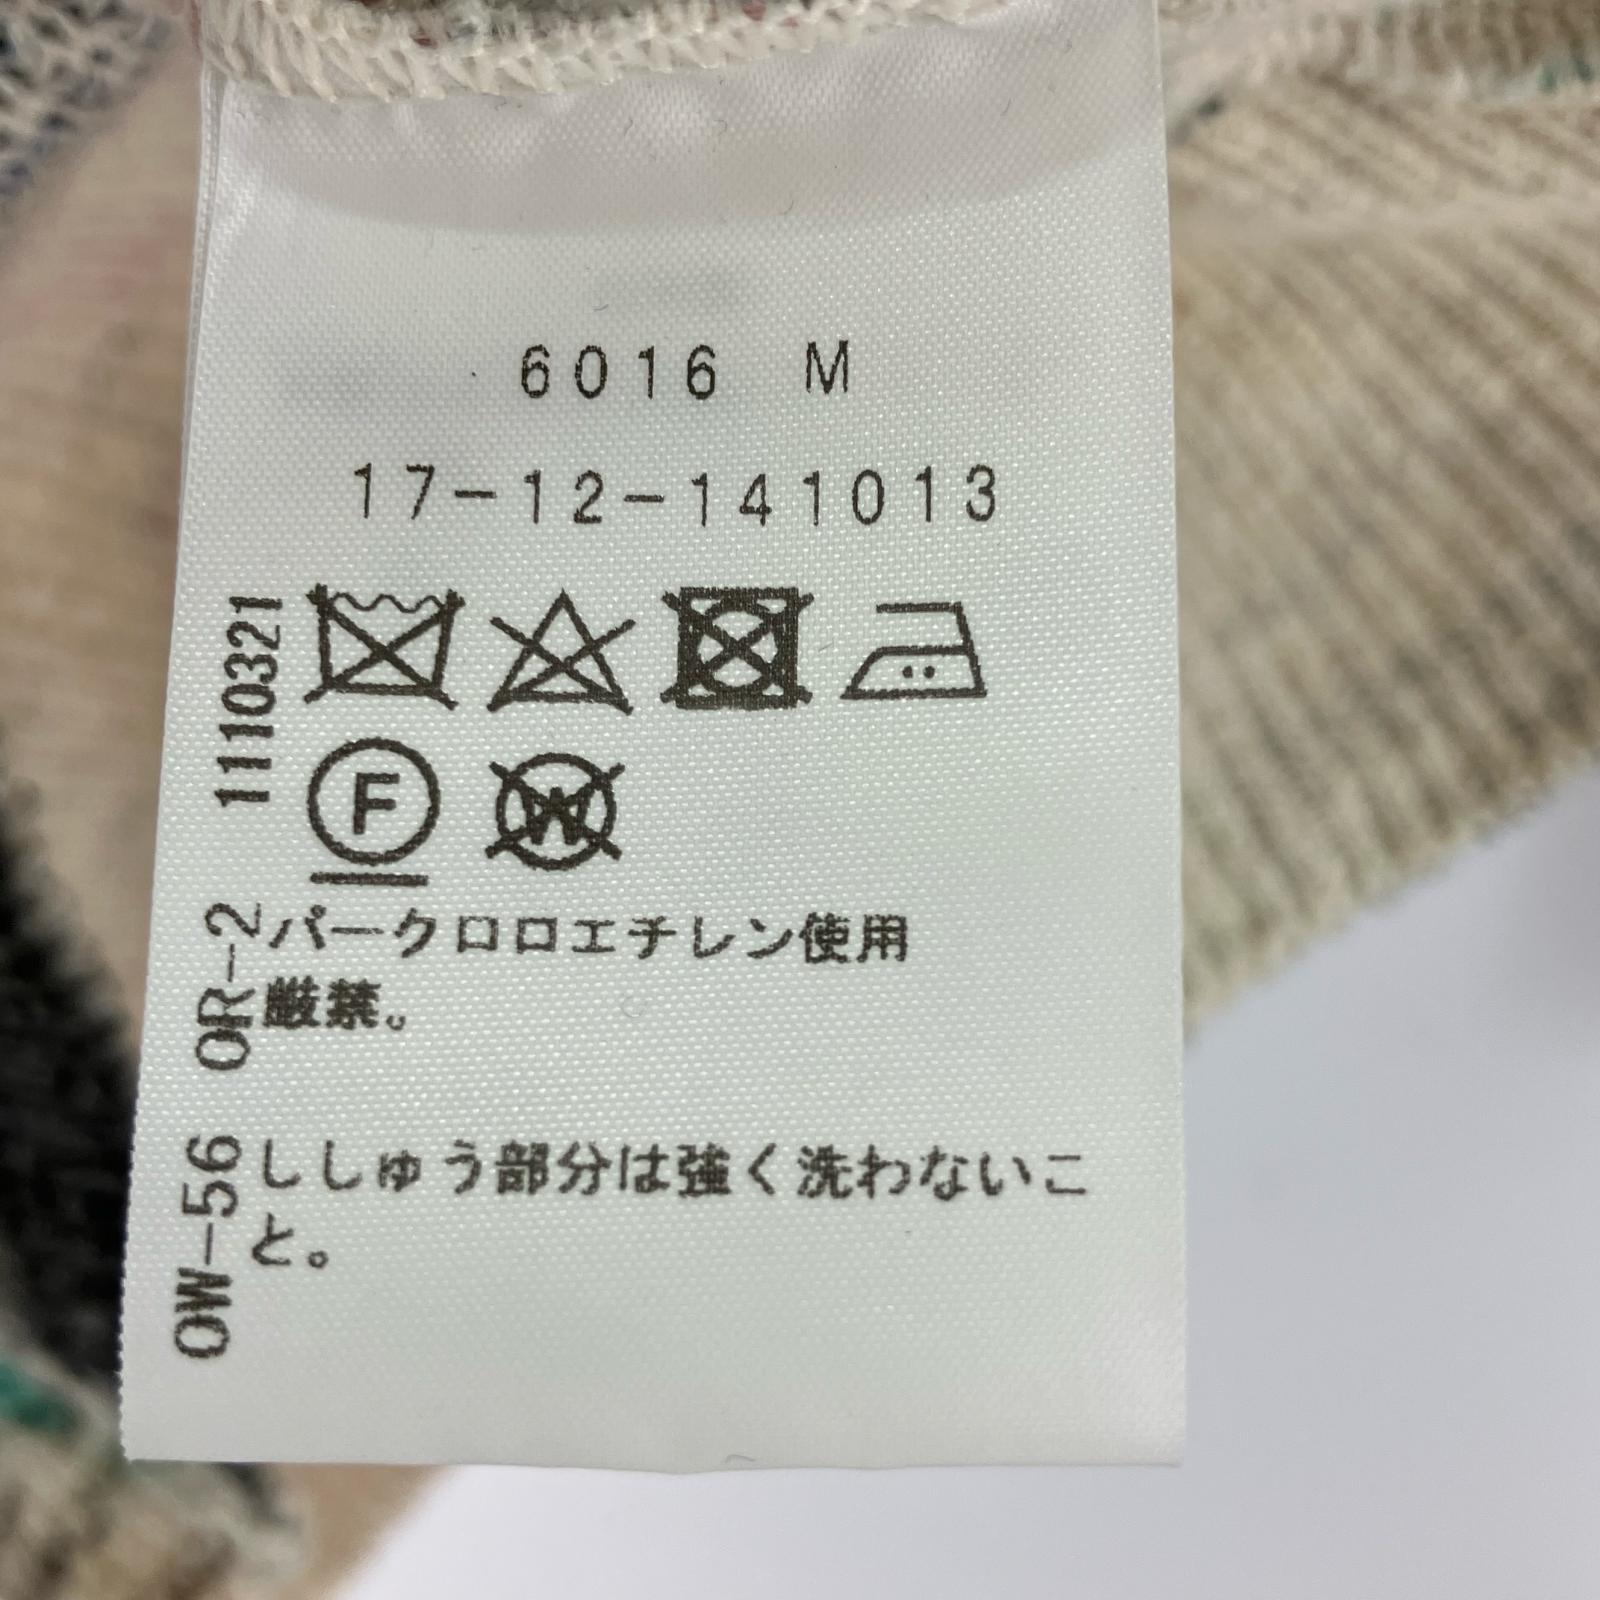 6016 M
17-12-141013
1110321
F
W
OR-2
パークロロエチレン使用
厳禁。
OW-56
ししゅう部分は強く洗わないこ
と。